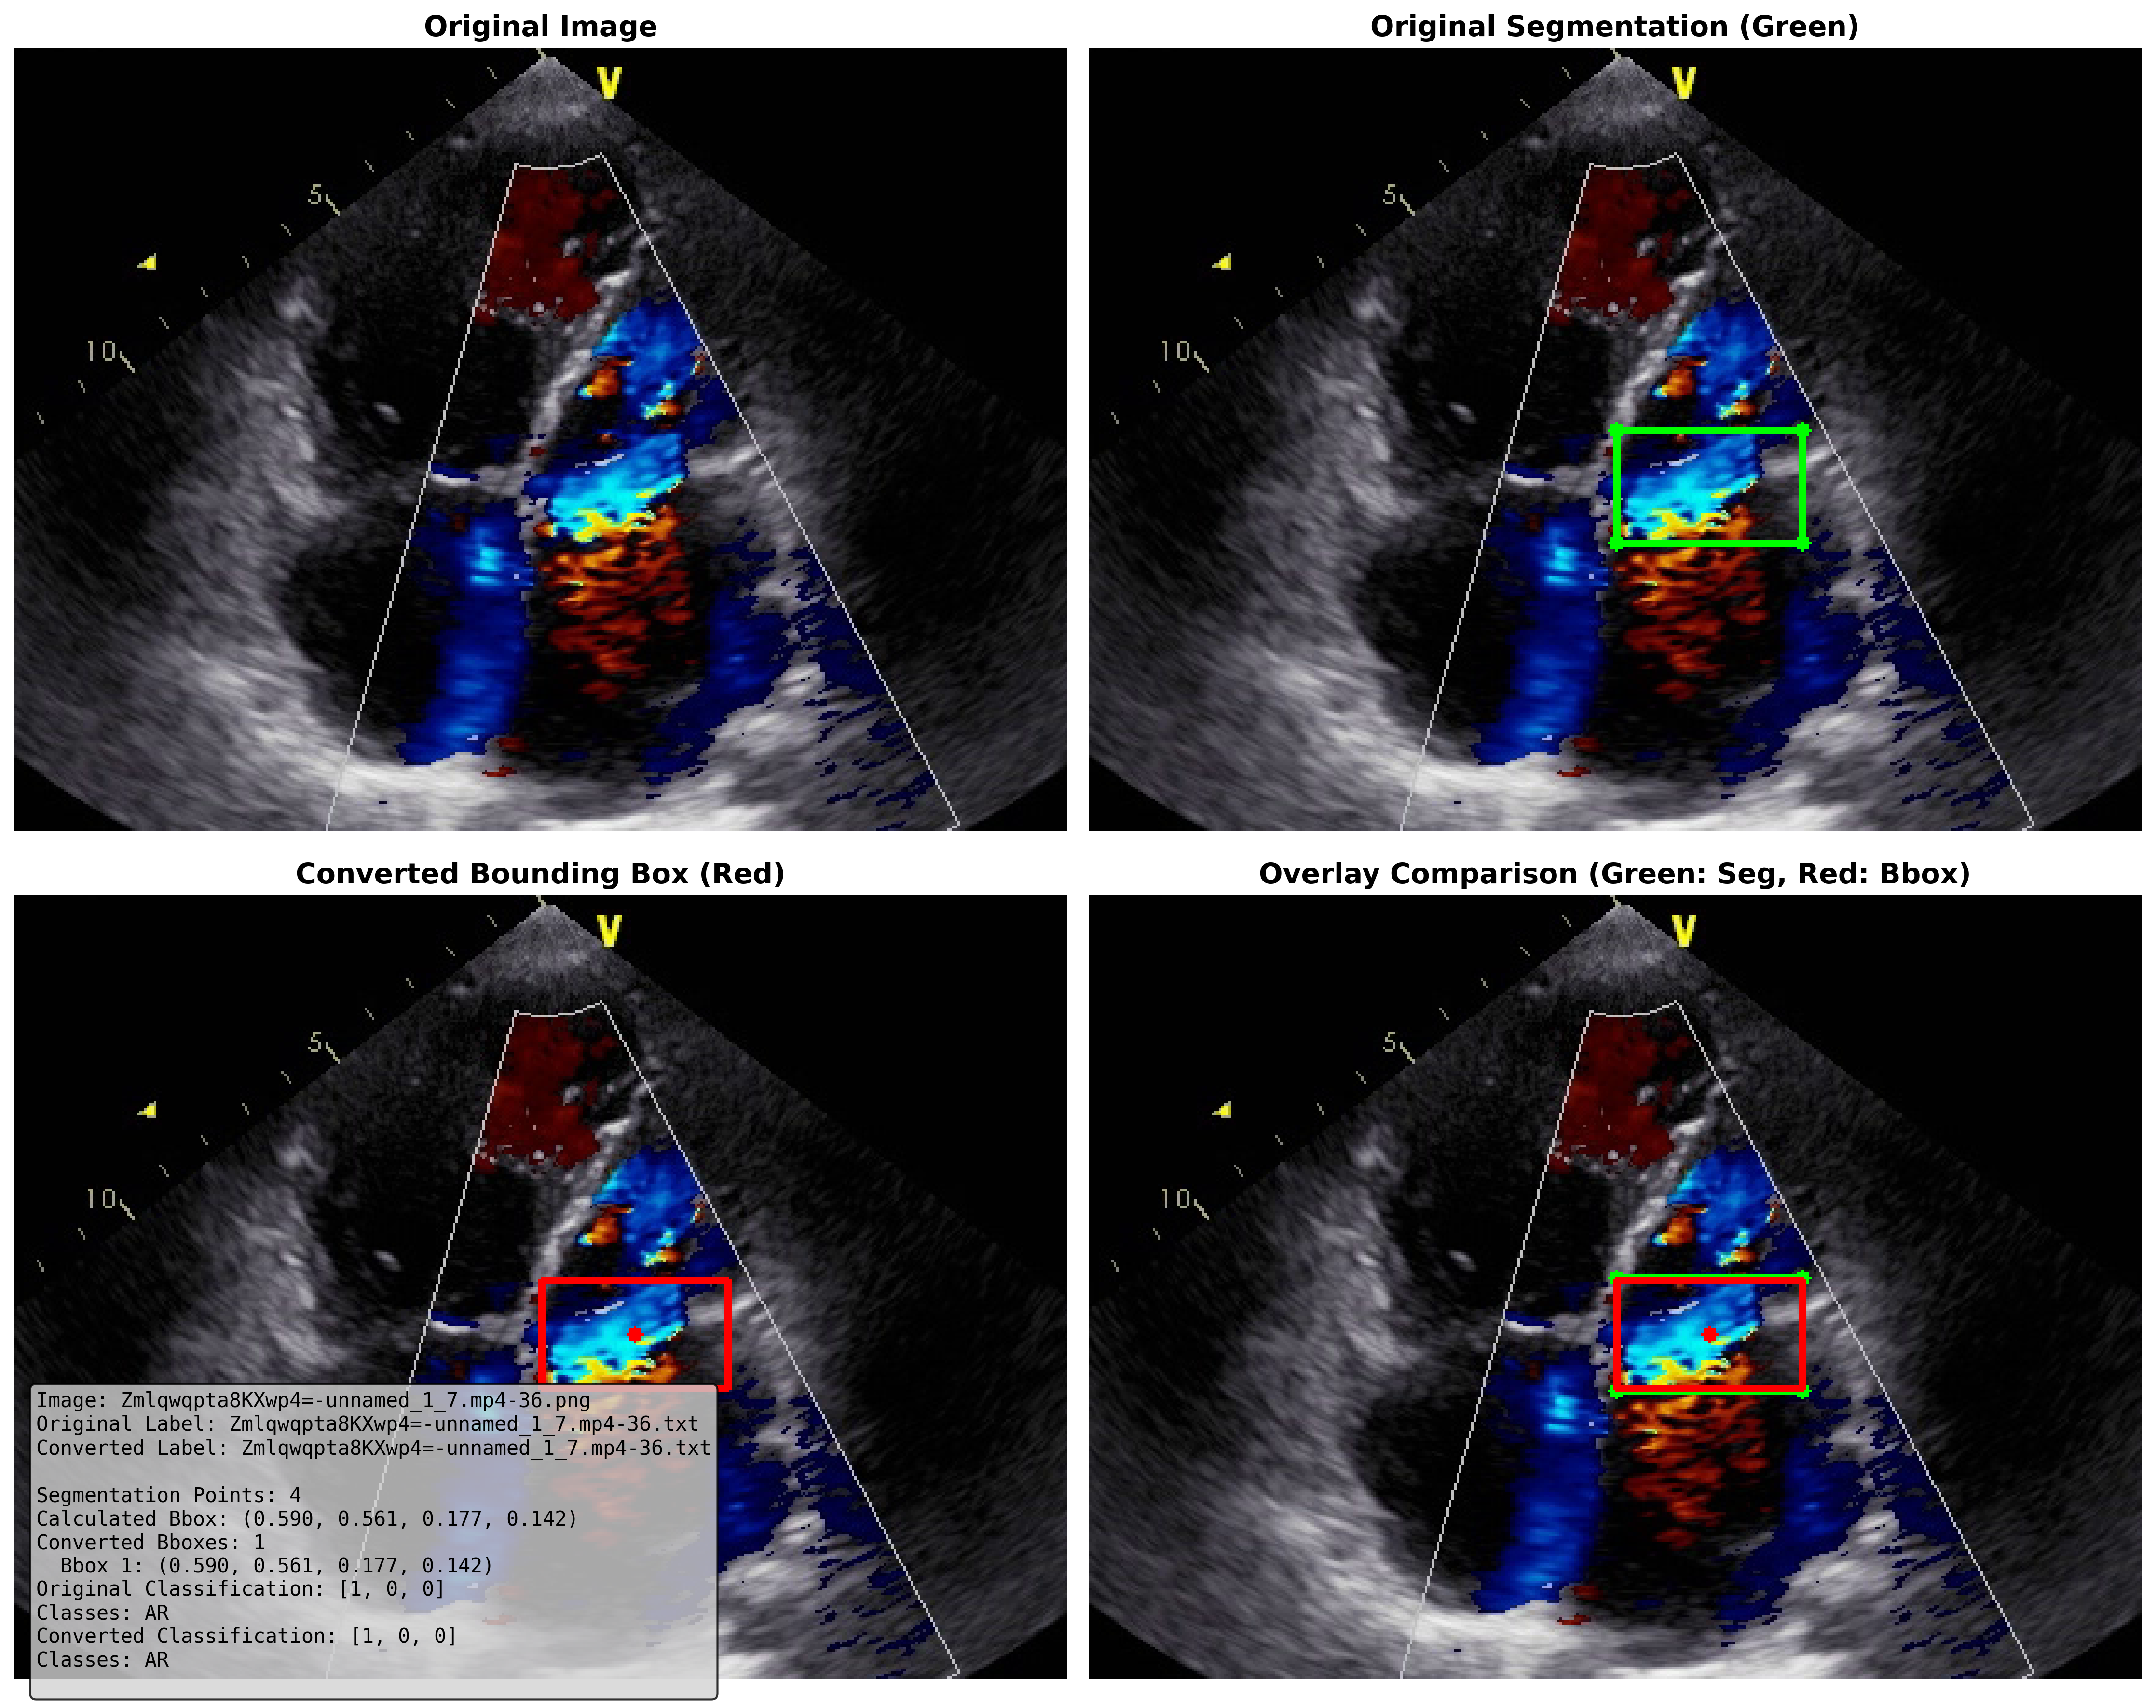 Original Image
Original Segmentation (Green)
V
5
10
V
5
10
Converted Bounding Box (Red)
Overlay Comparison (Green: Seg, Red: Bbox)
V
5
10
V
5
10
Image: Zmlqwqpta8KXwp4=-unnamed_1_7.mp4-36.png
Original Label: Zmlqwqpta8KXwp4=-unnamed_1_7.mp4-36.txt
Converted Label: Zmlqwqpta8KXwp4=-unnamed_1_7.mp4-36.txt
Segmentation Points: 4
Calculated Bbox: (0.590, 0.561, 0.177, 0.142)
Converted Bboxes: 1
Bbox 1: (0.590, 0.561, 0.177, 0.142)
Original Classification: [1, 0, 0]
Classes: AR
Converted Classification: [1, 0, 0]
Classes: AR